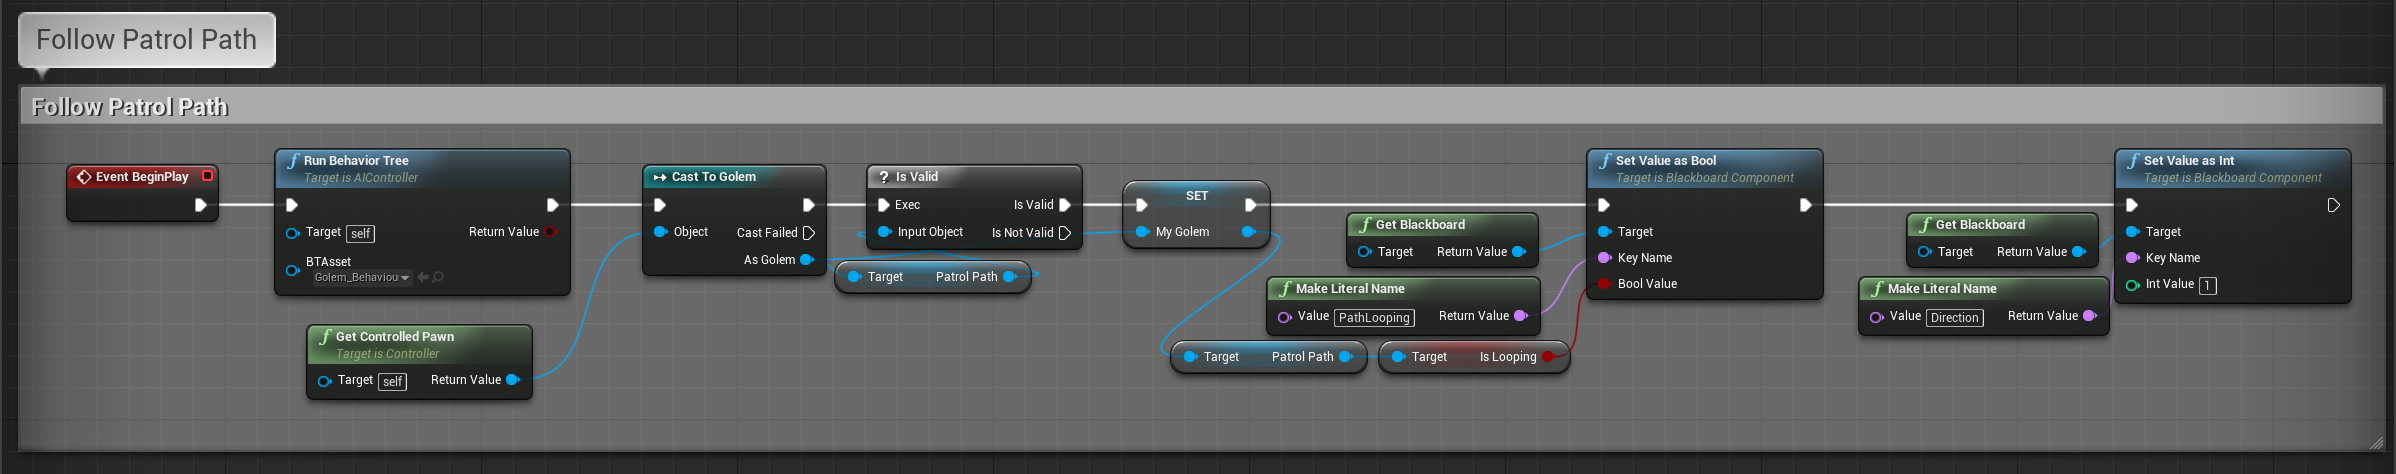 Follow Patrol Path
Follow Patrol Path
Event BeginPlay
Run Behavior Tree
Target is AIController
Target self
Return Value
BTAsset
Golem_Behaviou
Get Controlled Pawn
Target is Controller
Target self
Return Value
Cast To Golem
Object
Cast Failed
As Golem
? Is Valid
Exec
Is Valid
Input Object
Is Not Valid
Target
Patrol Path
SET
My Golem
Get Blackboard
Target
Return Value
Make Literal Name
Value PathLooping
Return Value
Target
Patrol Path
Target
Is Looping
Set Value as Bool
Target is Blackboard Component
Target
Key Name
Bool Value
Get Blackboard
Target
Return Value
Make Literal Name
Value Direction
Return Value
Set Value as Int
Target is Blackboard Component
Target
Key Name
Int Value 1